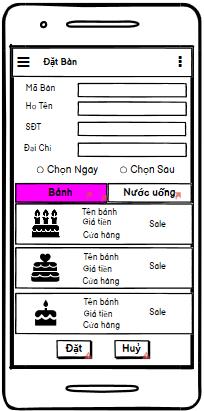 Đặt Bàn
Mã Bàn
Họ Tên
SĐT
Đại Chi
Chọn Ngay Chọn Sau
Bánh Nước uống
Tên bánh
Giá tiền
Cửa hàng
Sale
Tên bánh
Giá tiền
Cửa hàng
Sale
Tên bánh
Giá tiền
Cửa hàng
Sale
Đặt Huỷ